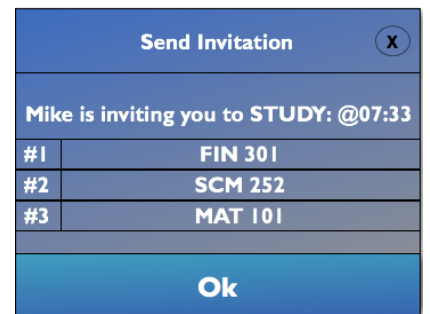 Send Invitation X
Mike is inviting you to STUDY: @07:33
#1 FIN 301
#2 SCM 252
#3 MAT 101
Ok